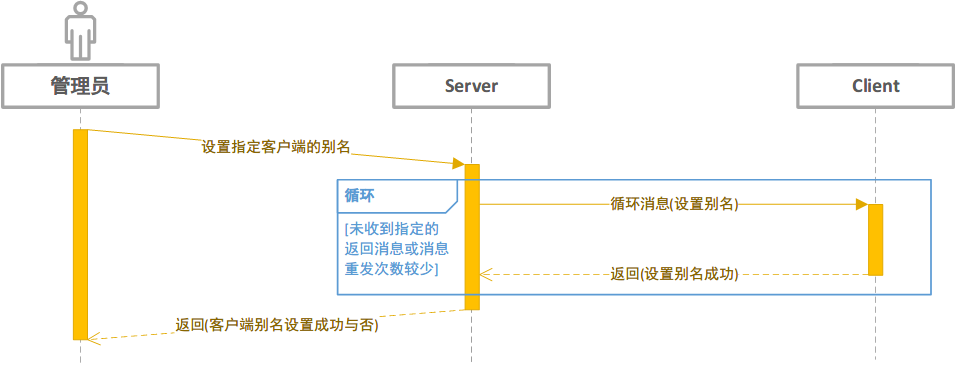 管理员
Server
Client
设置指定客户端的别名
循环
循环消息(设置别名)
[未收到指定的
返回消息或消息
重发次数较少]
返回(设置别名成功)
返回(客户端别名设置成功与否)